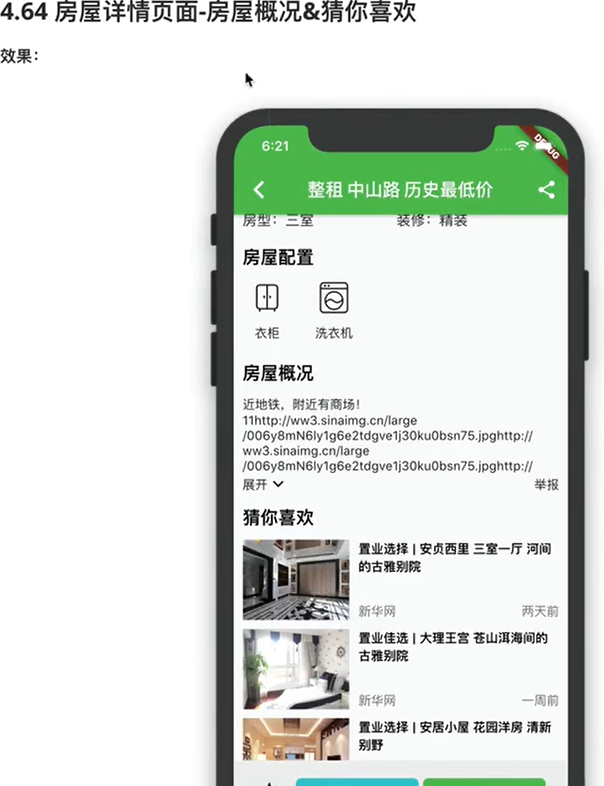 4.64 房屋详情页面-房屋概况&猜你喜欢
效果：
6:21
DEBUG
整租 中山路 历史最低价
房型：三室
装修：精装
房屋配置
衣柜
洗衣机
房屋概况
近地铁，附近有商场！
11http://ww3.sinaimg.cn/large
/006y8mN6ly1g6e2tdgve1j30ku0bsn75.jpghttp://
ww3.sinaimg.cn/large
/006y8mN6ly1g6e2tdgve1j30ku0bsn75.jpghttp://
展开
举报
猜你喜欢
置业选择 | 安贞西里 三室一厅 河间
的古雅别院
新华网
两天前
置业佳选 | 大理王宫 苍山洱海间的
古雅别院
新华网
一周前
置业选择 | 安居小屋 花园洋房 清新
别野